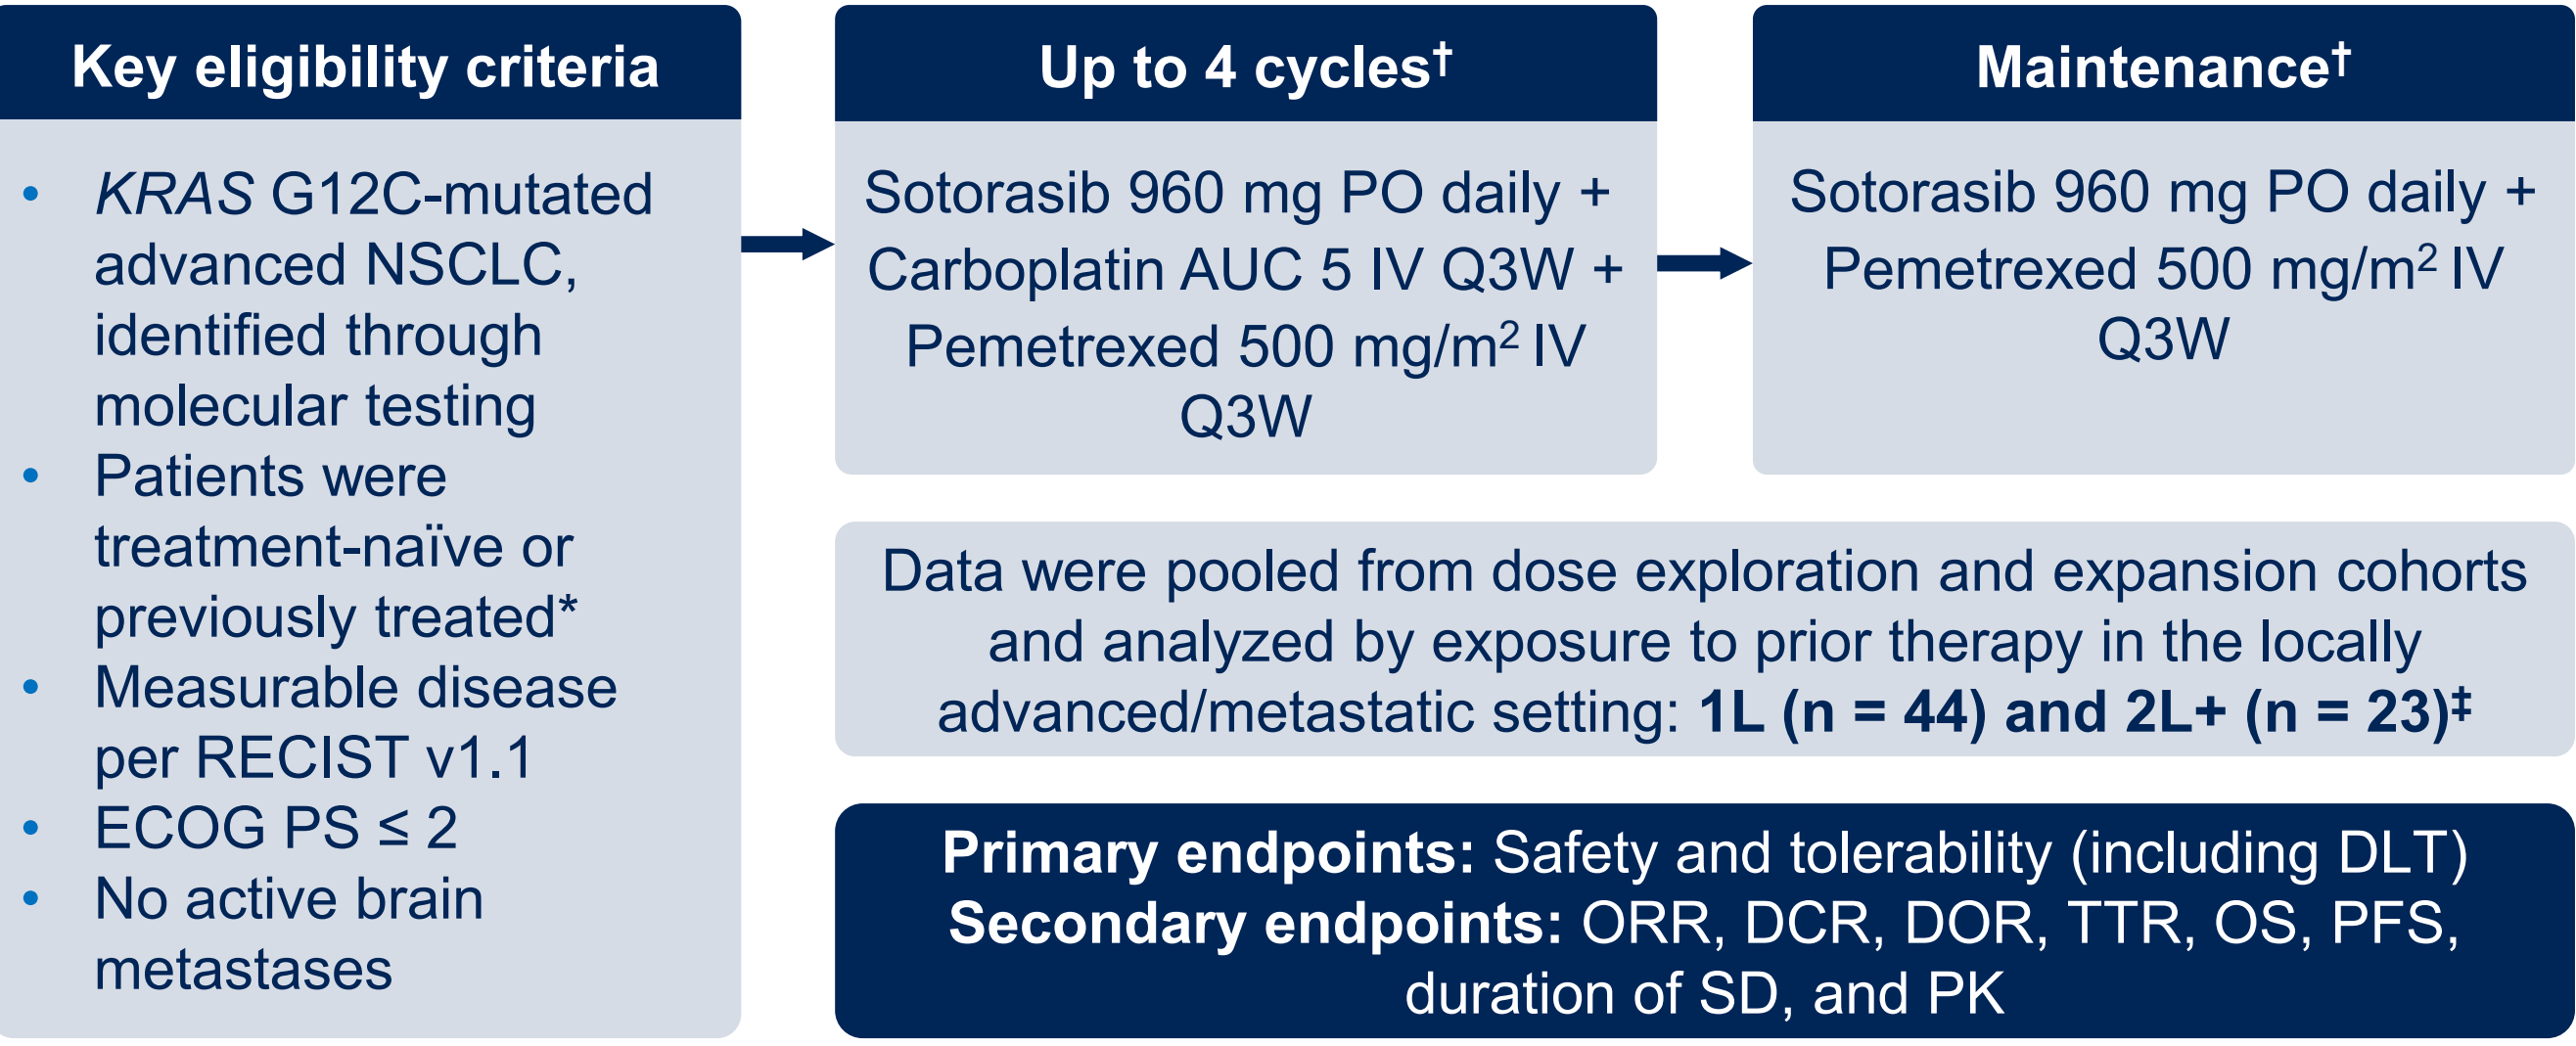 Key eligibility criteria
• KRAS G12C-mutated
advanced NSCLC,
identified through
molecular testing
• Patients were
treatment-naïve or
previously treated*
• Measurable disease
per RECIST v1.1
• ECOG PS ≤ 2
• No active brain
metastases
Up to 4 cycles†
Sotorasib 960 mg PO daily +
Carboplatin AUC 5 IV Q3W +
Pemetrexed 500 mg/m² IV
Q3W
Maintenance†
Sotorasib 960 mg PO daily +
Pemetrexed 500 mg/m² IV
Q3W
Data were pooled from dose exploration and expansion cohorts
and analyzed by exposure to prior therapy in the locally
advanced/metastatic setting: 1L (n = 44) and 2L+ (n = 23)‡
Primary endpoints: Safety and tolerability (including DLT)
Secondary endpoints: ORR, DCR, DOR, TTR, OS, PFS,
duration of SD, and PK